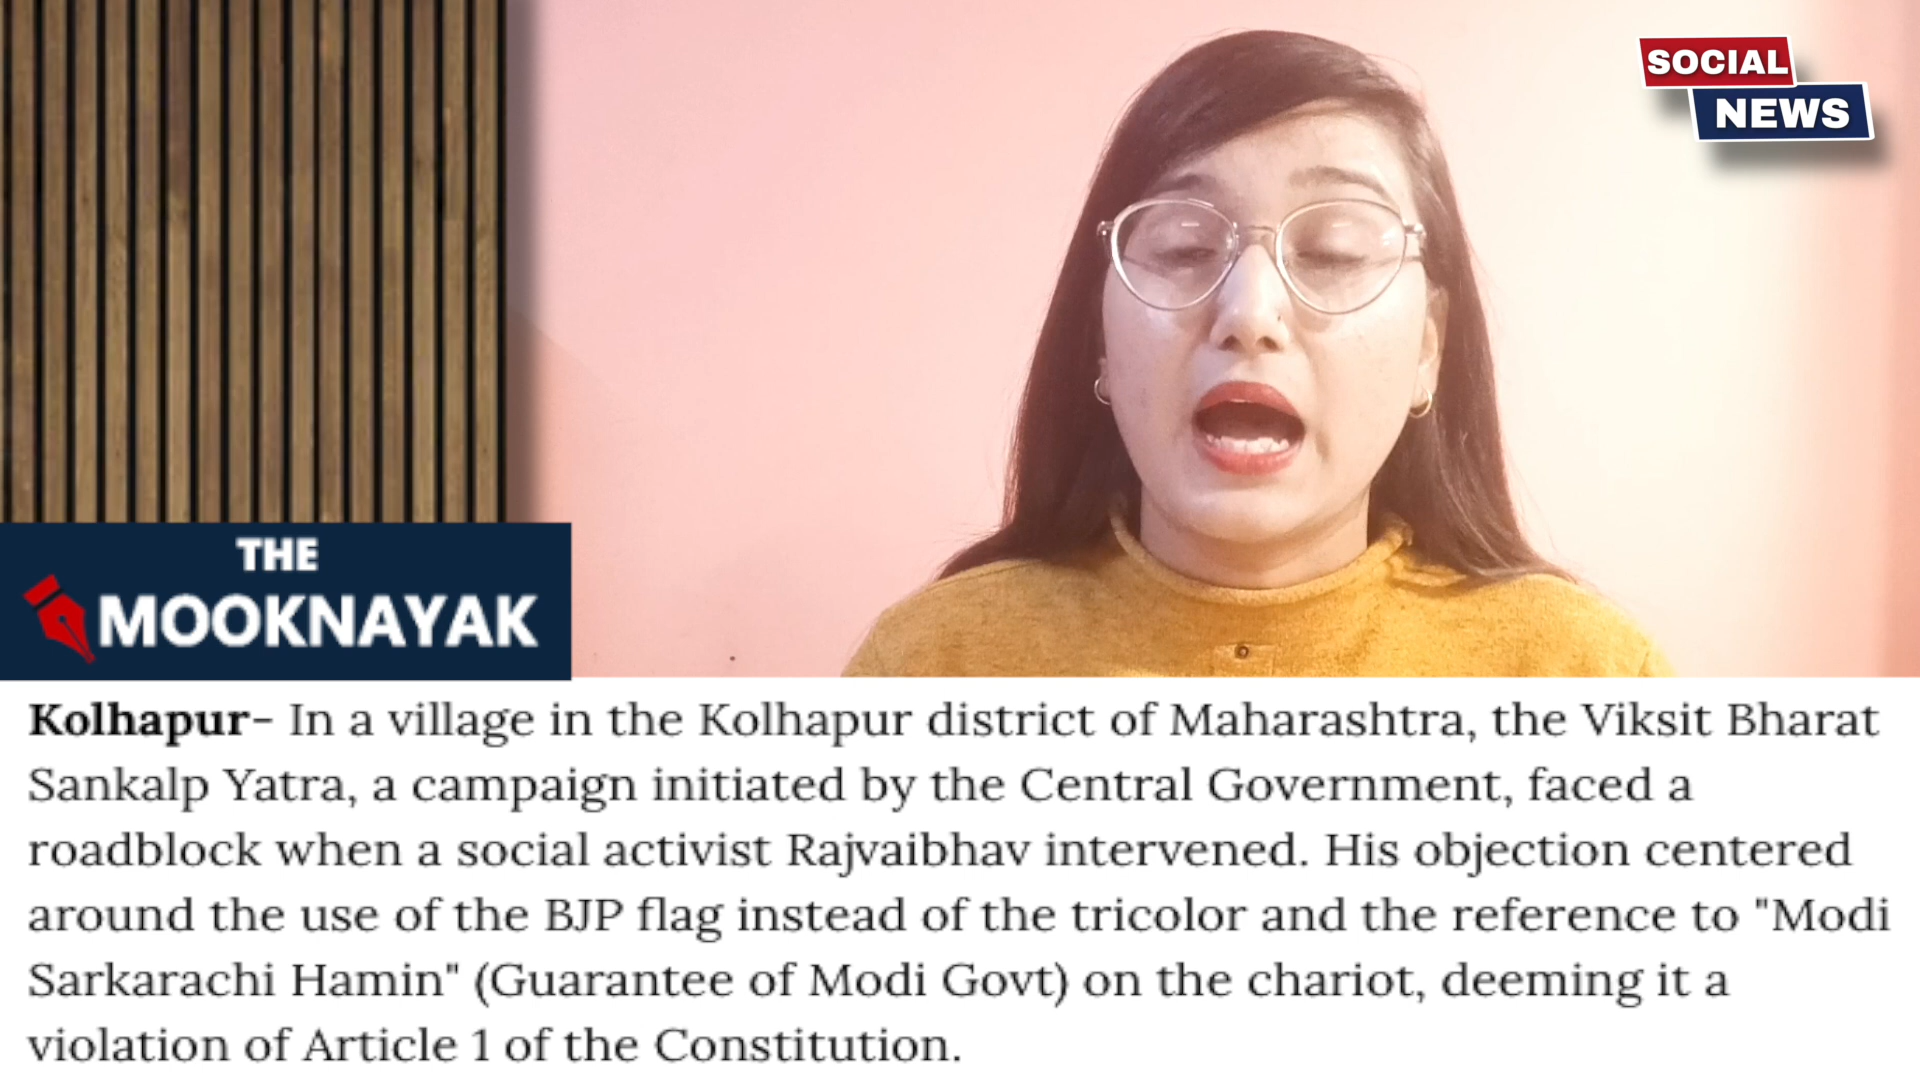 SOCIAL
NEWS
THE
MOOKNAYAK
Kolhapur- In a village in the Kolhapur district of Maharashtra, the Viksit Bharat
Sankalp Yatra, a campaign initiated by the Central Government, faced a
roadblock when a social activist Rajvaibhav intervened. His objection centered
around the use of the BJP flag instead of the tricolor and the reference to "Modi
Sarkarachi Hamin" (Guarantee of Modi Govt) on the chariot, deeming it a
violation of Article 1 of the Constitution.